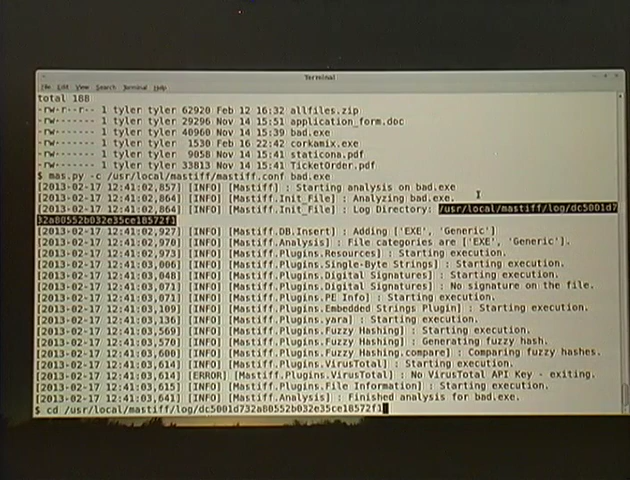 Terminal
File Edit View Search Terminal Help
total 188
-rw-r--r-- 1 tyler tyler 62920 Feb 12 16:32 allfiles.zip
-rw------- 1 tyler tyler 29296 Nov 14 15:51 application_form.doc
-rw------- 1 tyler tyler 40960 Nov 14 15:39 bad.exe
-rw------- 1 tyler tyler  1530 Feb 16 22:42 corkamix.exe
-rw------- 1 tyler tyler  9058 Nov 14 15:41 staticona.pdf
-rw------- 1 tyler tyler 33813 Nov 14 15:41 TicketOrder.pdf
$ mas.py -c /usr/local/mastiff/mastiff.conf bad.exe
[2013-02-17 12:41:02,857] [INFO] [Mastiff] : Starting analysis on bad.exe
[2013-02-17 12:41:02,864] [INFO] [Mastiff.Init_File] : Analyzing bad.exe.
[2013-02-17 12:41:02,864] [INFO] [Mastiff.Init_File] : Log Directory: /usr/local/mastiff/log/dc5001d7
32a80552b032e35ce18572f1
[2013-02-17 12:41:02,927] [INFO] [Mastiff.DB.Insert] : Adding ['EXE', 'Generic']
[2013-02-17 12:41:02,970] [INFO] [Mastiff.Analysis] : File categories are ['EXE', 'Generic'].
[2013-02-17 12:41:02,973] [INFO] [Mastiff.Plugins.Resources] : Starting execution.
[2013-02-17 12:41:03,006] [INFO] [Mastiff.Plugins.Single-Byte Strings] : Starting execution.
[2013-02-17 12:41:03,048] [INFO] [Mastiff.Plugins.Digital Signatures] : Starting execution.
[2013-02-17 12:41:03,071] [INFO] [Mastiff.Plugins.Digital Signatures] : No signature on the file.
[2013-02-17 12:41:03,071] [INFO] [Mastiff.Plugins.PE Info] : Starting execution.
[2013-02-17 12:41:03,109] [INFO] [Mastiff.Plugins.Embedded Strings Plugin] : Starting execution.
[2013-02-17 12:41:03,136] [INFO] [Mastiff.Plugins.yara] : Starting execution.
[2013-02-17 12:41:03,569] [INFO] [Mastiff.Plugins.Fuzzy Hashing] : Starting execution.
[2013-02-17 12:41:03,570] [INFO] [Mastiff.Plugins.Fuzzy Hashing] : Generating fuzzy hash.
[2013-02-17 12:41:03,600] [INFO] [Mastiff.Plugins.Fuzzy Hashing.compare] : Comparing fuzzy hashes.
[2013-02-17 12:41:03,614] [INFO] [Mastiff.Plugins.VirusTotal] : Starting execution.
[2013-02-17 12:41:03,614] [ERROR] [Mastiff.Plugins.VirusTotal] : No VirusTotal API Key - exiting.
[2013-02-17 12:41:03,615] [INFO] [Mastiff.Plugins.File Information] : Starting execution.
[2013-02-17 12:41:03,641] [INFO] [Mastiff.Analysis] : Finished analysis for bad.exe.
$ cd /usr/local/mastiff/log/dc5001d732a80552b032e35ce18572f1